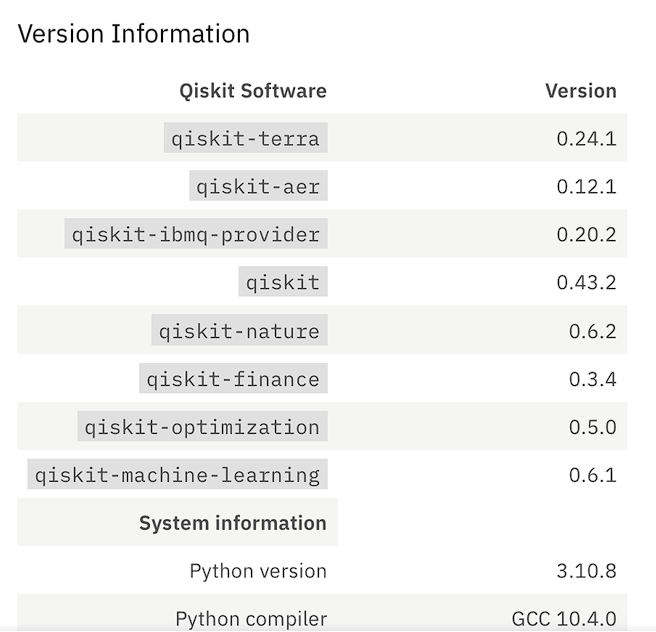 Version Information
Qiskit Software Version
qiskit-terra 0.24.1
qiskit-aer 0.12.1
qiskit-ibmq-provider 0.20.2
qiskit 0.43.2
qiskit-nature 0.6.2
qiskit-finance 0.3.4
qiskit-optimization 0.5.0
qiskit-machine-learning 0.6.1
System information
Python version 3.10.8
Python compiler GCC 10.4.0